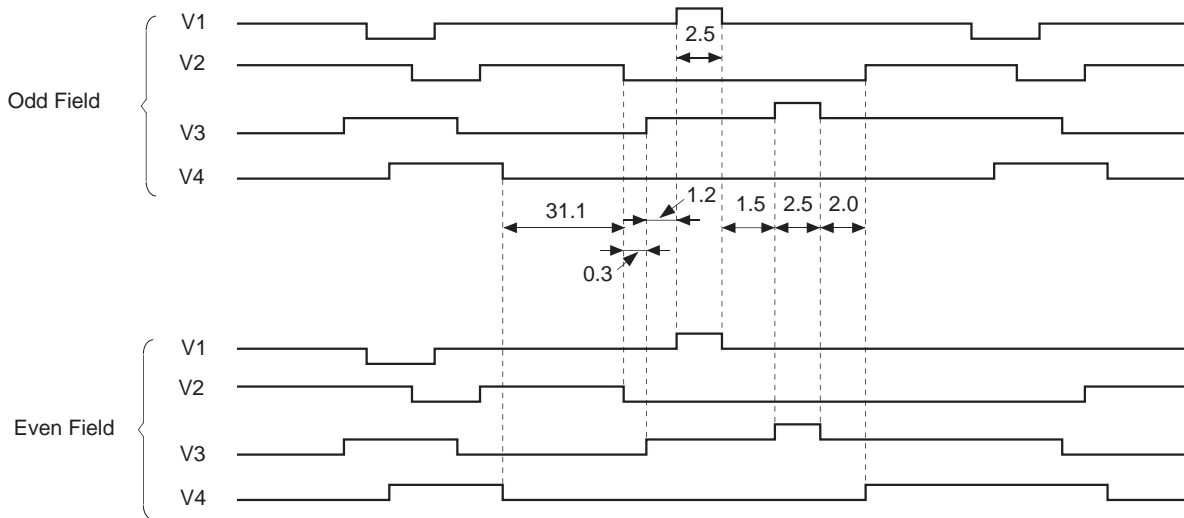 V1
2.5
V2
Odd Field
V3
V4
1.2
31.1
1.5
2.5
2.0
0.3
V1
V2
Even Field
V3
V4